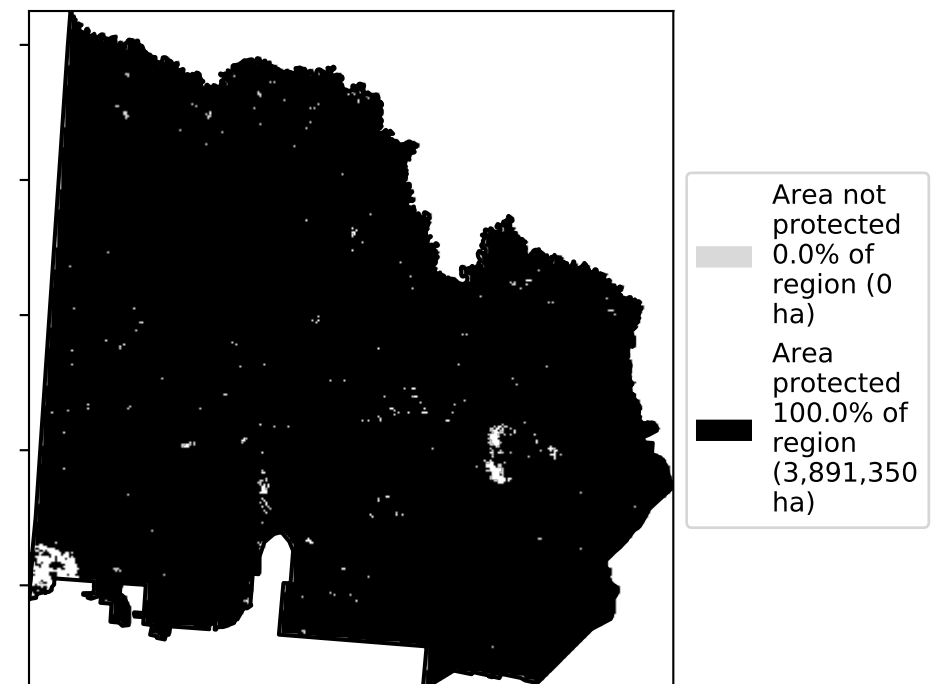 Area not
protected
0.0% of
region (0
ha)
Area
protected
100.0% of
region
(3,891,350
ha)